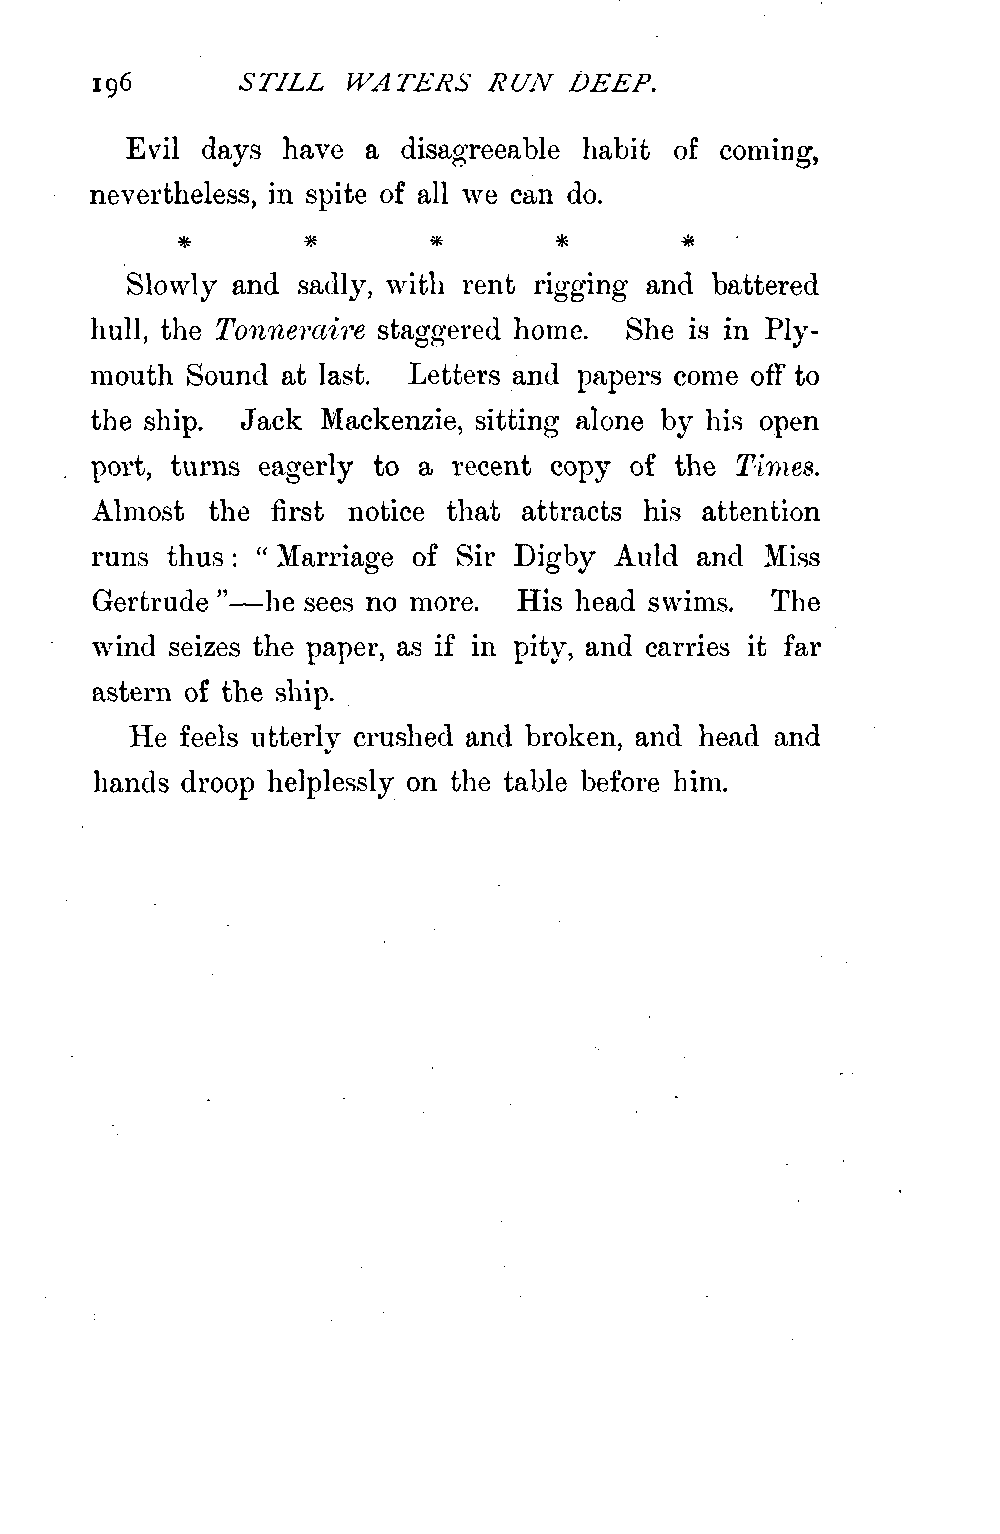 196 STILL WATERS RUN DEEP.
Evil days have a disagreeable habit of coming,
nevertheless, in spite of all we can do.
* * * * *
Slowly and sadly, with rent rigging and battered
hull, the Tonneraire staggered home. She is in Ply-
mouth Sound at last. Letters and papers come off to
the ship. Jack Mackenzie, sitting alone by his open
port, turns eagerly to a recent copy of the Times.
Almost the first notice that attracts his attention
runs thus: “Marriage of Sir Digby Auld and Miss
Gertrude”—he sees no more. His head swims. The
wind seizes the paper, as if in pity, and carries it far
astern of the ship.
He feels utterly crushed and broken, and head and
hands droop helplessly on the table before him.